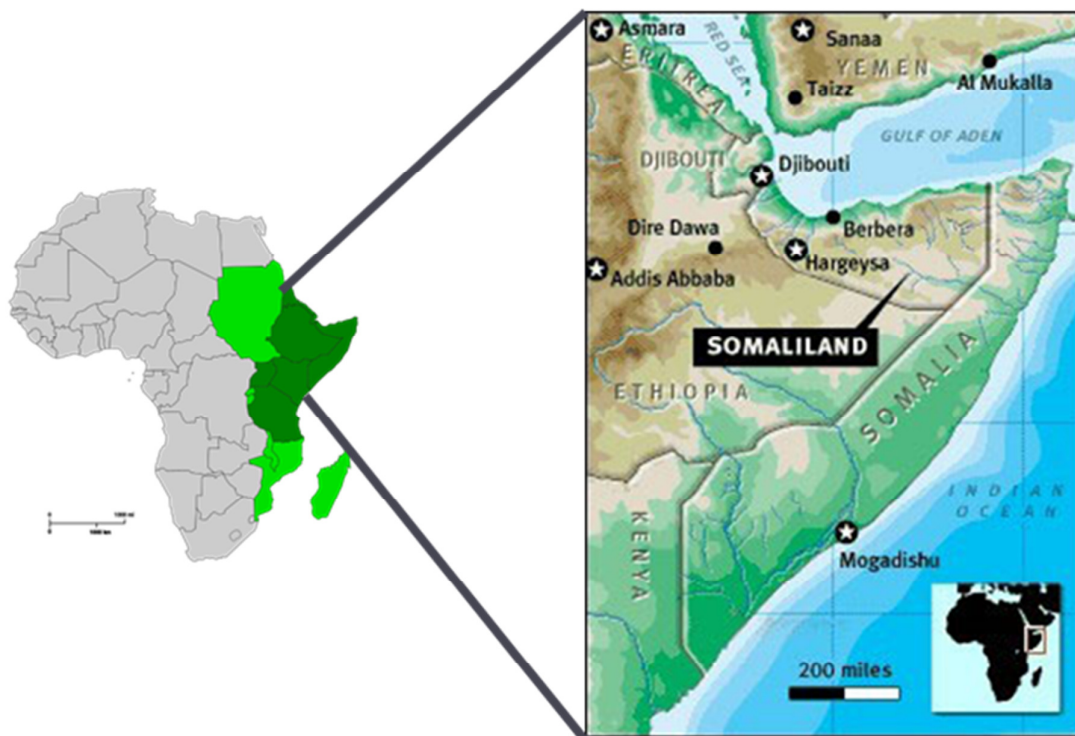 Asmara
ERITREA
RED SEA
Sanaa
YEMEN
Taizz
Al Mukalla
GULF OF ADEN
DJIBOUTI
Djibouti
Dire Dawa
Berbera
Hargeysa
Addis Abbaba
SOMALILAND
ETHIOPIA
SOMALIA
INDIAN
OCEAN
KENYA
Mogadishu
200 miles